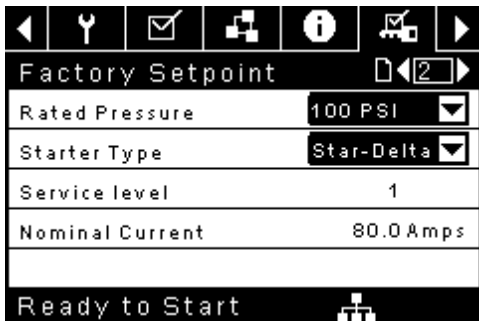 Factory Setpoint 2
Rated Pressure 100 PSI
Starter Type Star-Delta
Service level 1
Nominal Current 80.0 Amps
Ready to Start